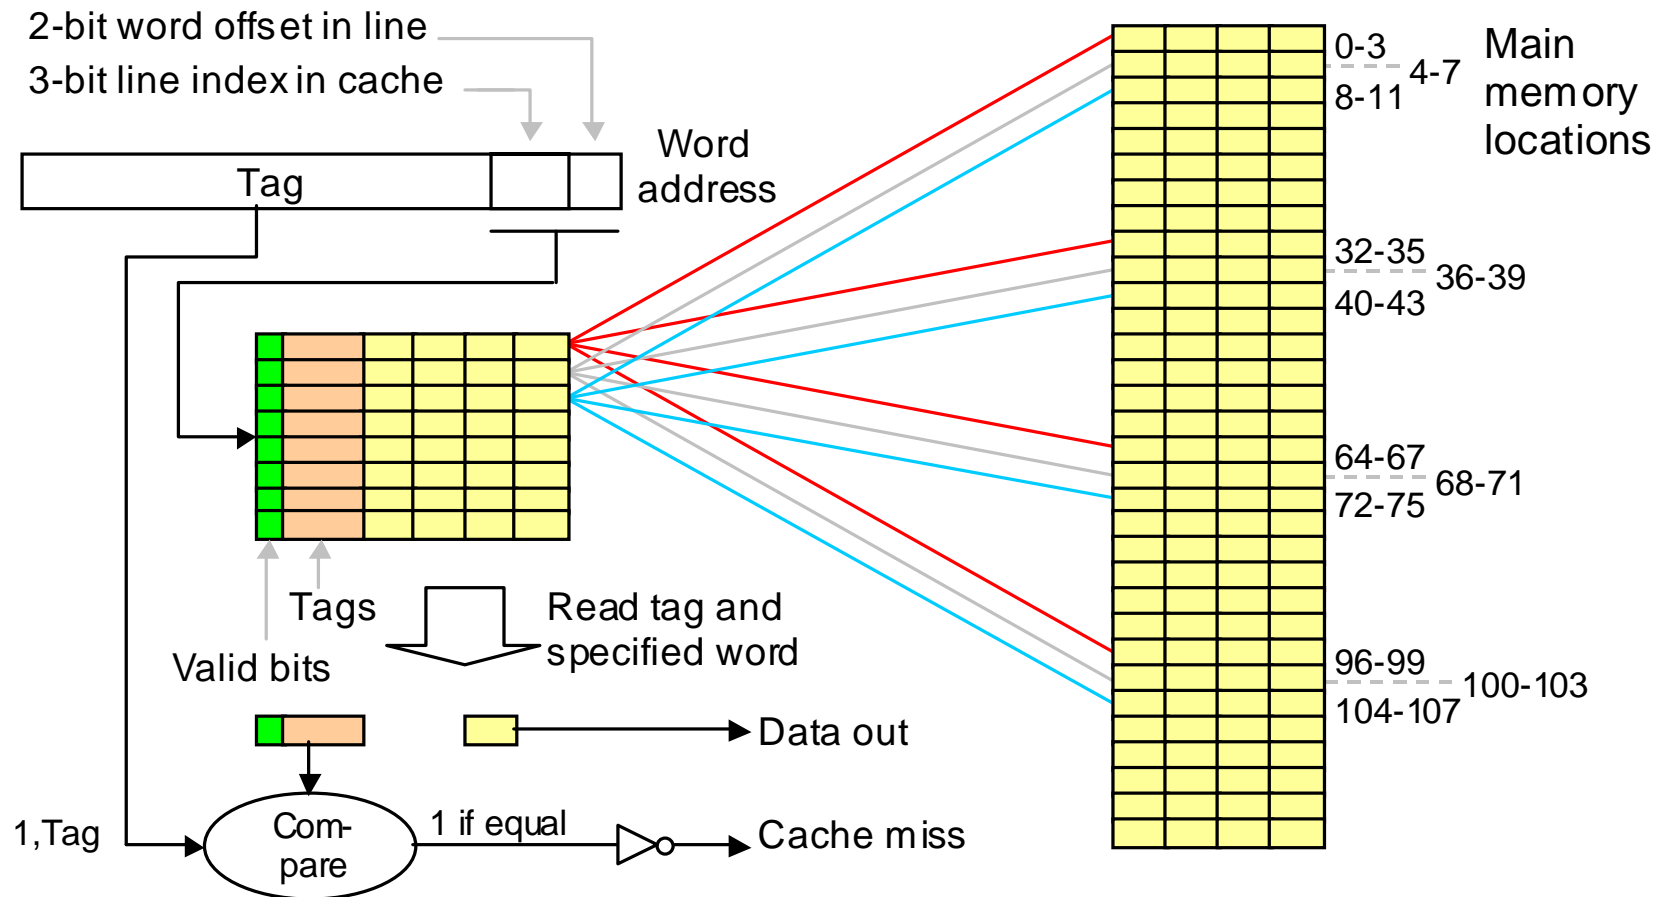 2-bit word offset in line
3-bit line index in cache
Tag
Word
address
0-3
4-7
8-11
Main
memory
locations
32-35
36-39
40-43
64-67
68-71
72-75
96-99
100-103
104-107
Tags
Valid bits
Read tag and
specified word
Data out
1,Tag
Com-
pare
1 if equal
Cache miss